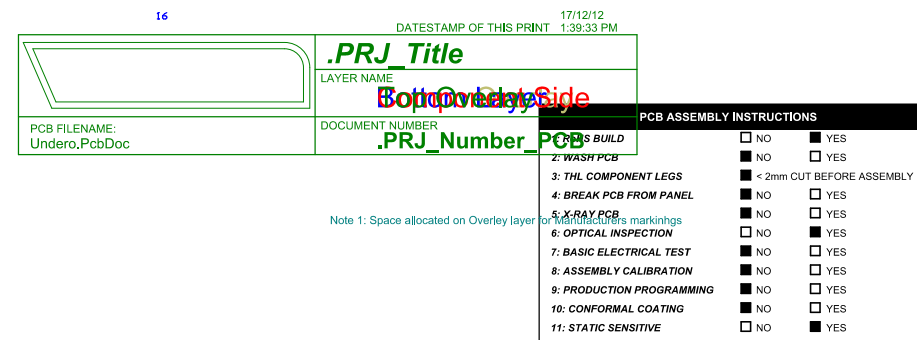 16
17/12/12
DATESTAMP OF THIS PRINT 1:39:33 PM
.PRJ_Title
LAYER NAME
PCB FILENAME:
Undero.PcbDoc
DOCUMENT NUMBER
.PRJ_Number_PCB
Note 1: Space allocated on Overley layer for Manufacturers markinhgs
PCB ASSEMBLY INSTRUCTIONS
1: ROHS BUILD NO YES
2: WASH PCB NO YES
3: THL COMPONENT LEGS < 2mm CUT BEFORE ASSEMBLY
4: BREAK PCB FROM PANEL NO YES
5: X-RAY PCB NO YES
6: OPTICAL INSPECTION NO YES
7: BASIC ELECTRICAL TEST NO YES
8: ASSEMBLY CALIBRATION NO YES
9: PRODUCTION PROGRAMMING NO YES
10: CONFORMAL COATING NO YES
11: STATIC SENSITIVE NO YES